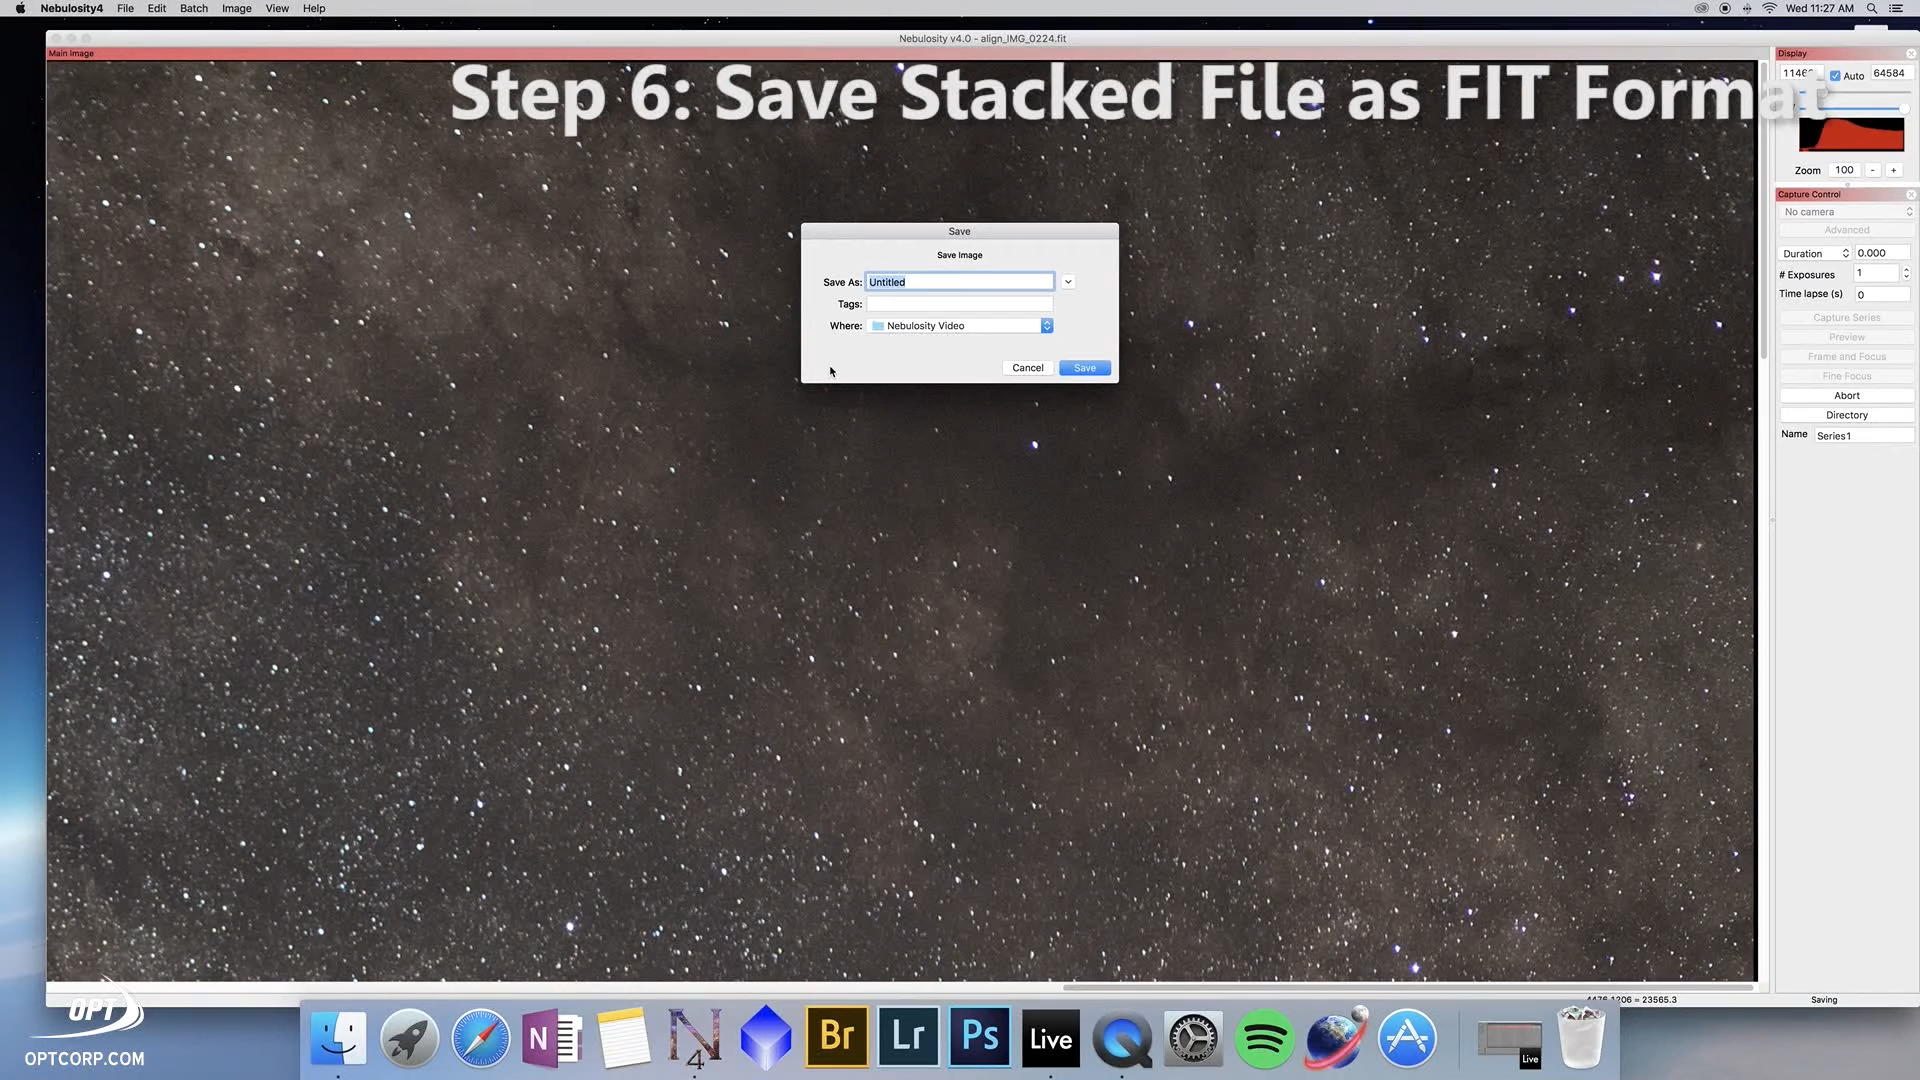 Nebulosity4 File Edit Batch Image View Help
Wed 11:27 AM
Nebulosity v4.0 - align_IMG_0224.fit
Main Image
Step 6: Save Stacked File as FIT Format
Display
Auto 64584
Zoom 100 - +
Capture Control
No camera
Advanced
Duration 0.000
# Exposures 1
Time lapse (s) 0
Capture Series
Preview
Frame and Focus
Fine Focus
Abort
Directory
Name Series1
Save
Save Image
Save As: Untitled
Tags:
Where: Nebulosity Video
Cancel Save
Saving
OPT
OPTCORP.COM
N
N
4
Br
Lr
Ps
Live
Live